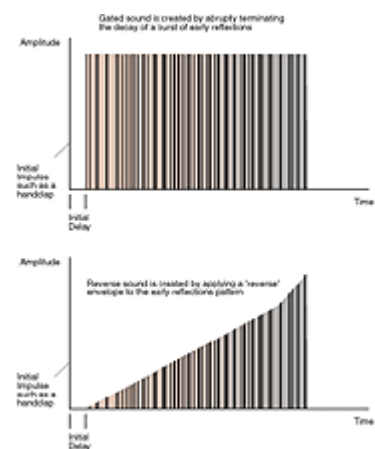 Gated sound is created by abrupty terminating
the decay of a burst of early reflections
Amplitude
Initial
Impulse
such as a
handclap
Time
Initial
Delay
Amplitude
Reverse sound is created by applying a 'reverse'
envelope to the early reflections pattern
Initial
Impulse
such as a
handclap
Time
Initial
Delay